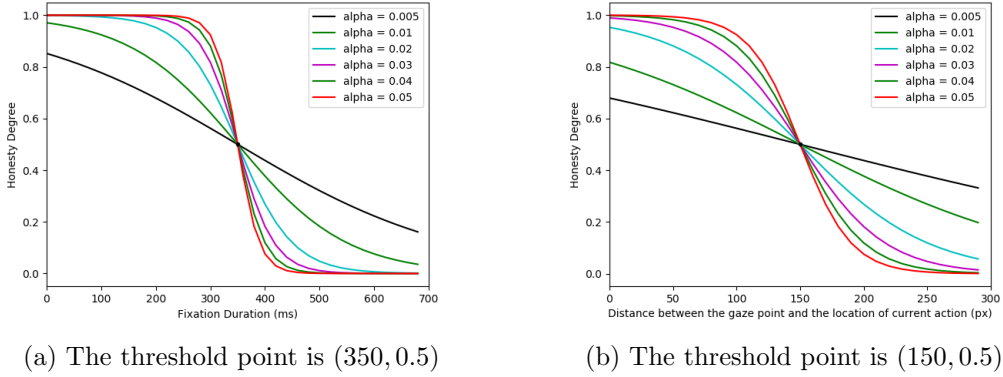 1.0
0.8
0.6
0.4
0.2
0.0
Honesty Degree
alpha = 0.005
alpha = 0.01
alpha = 0.02
alpha = 0.03
alpha = 0.04
alpha = 0.05
0 100 200 300 400 500 600 700
Fixation Duration (ms)
(a) The threshold point is (350, 0.5)
1.0
0.8
0.6
0.4
0.2
0.0
Honesty Degree
alpha = 0.005
alpha = 0.01
alpha = 0.02
alpha = 0.03
alpha = 0.04
alpha = 0.05
0 50 100 150 200 250 300
Distance between the gaze point and the location of current action (px)
(b) The threshold point is (150, 0.5)